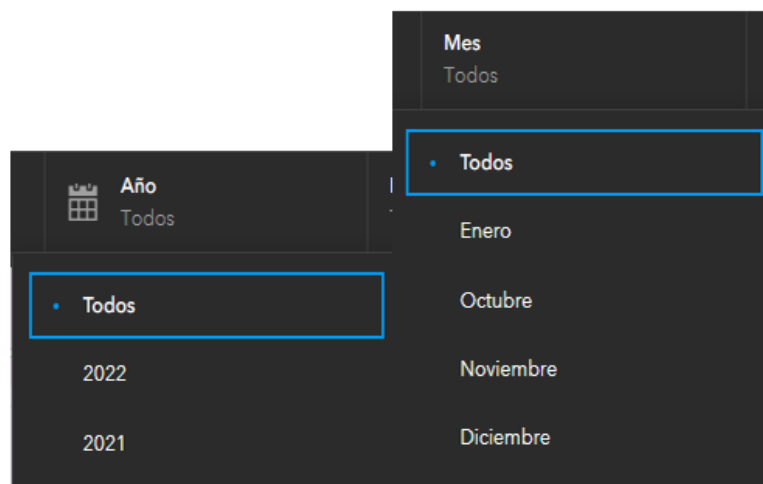 Año
Todos
Todos
2022
2021
Mes
Todos
Todos
Enero
Octubre
Noviembre
Diciembre